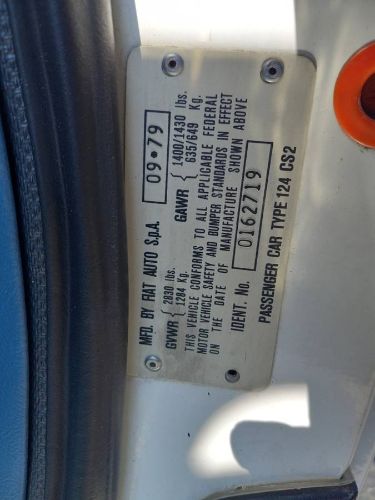 MFD. BY FIAT AUTO S.p.A. 09•79
GVWR { 2830 lbs. GAWR { 1400/1430 lbs.
1284 Kg. 635/649 Kg.
THIS VEHICLE CONFORMS TO ALL APPLICABLE FEDERAL
MOTOR VEHICLE SAFETY AND BUMPER STANDARDS IN EFFECT
ON THE DATE OF MANUFACTURE SHOWN ABOVE
IDENT. No. 0162719
PASSENGER CAR TYPE 124 CS2